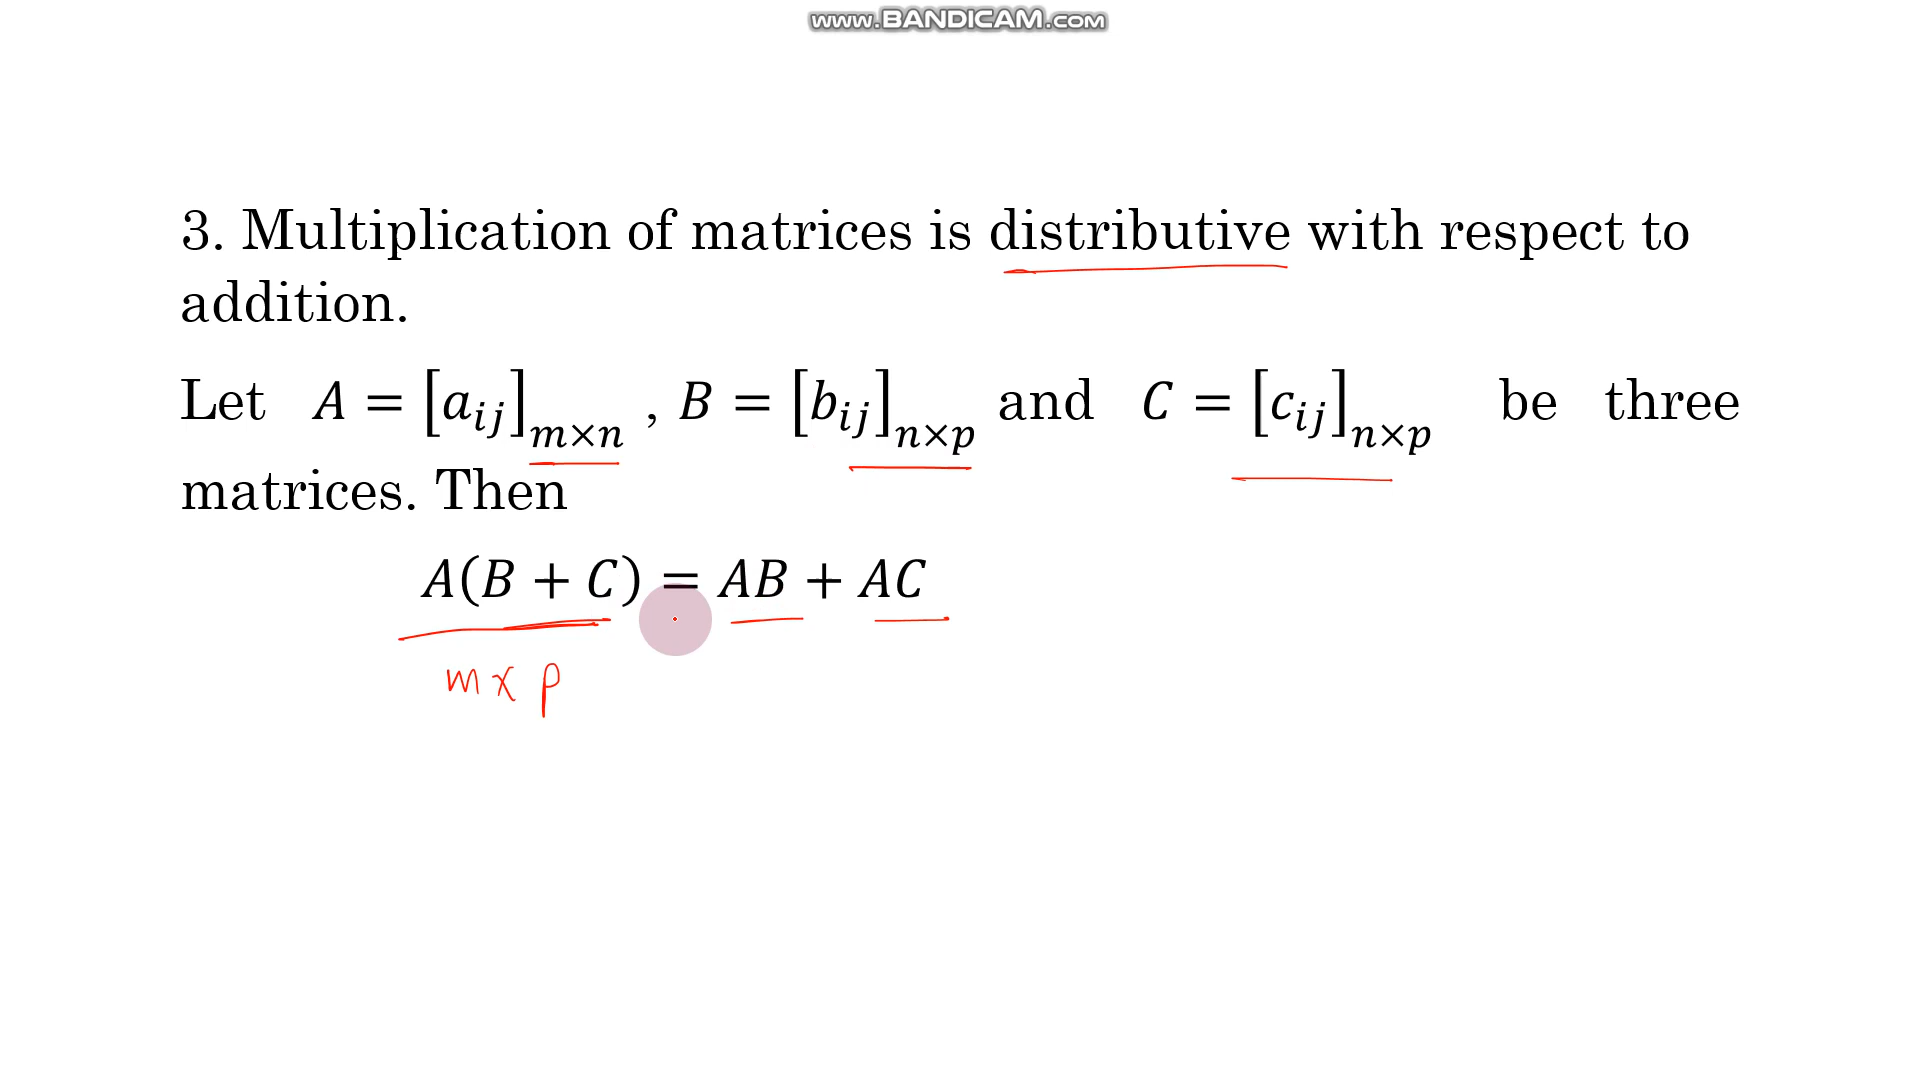 www.BANDICAM.com
3. Multiplication of matrices is distributive with respect to
addition.
Let A = [a_{ij}]_{m×n} , B = [b_{ij}]_{n×p} and C = [c_{ij}]_{n×p} be three
matrices. Then
A(B + C) = AB + AC
m x p